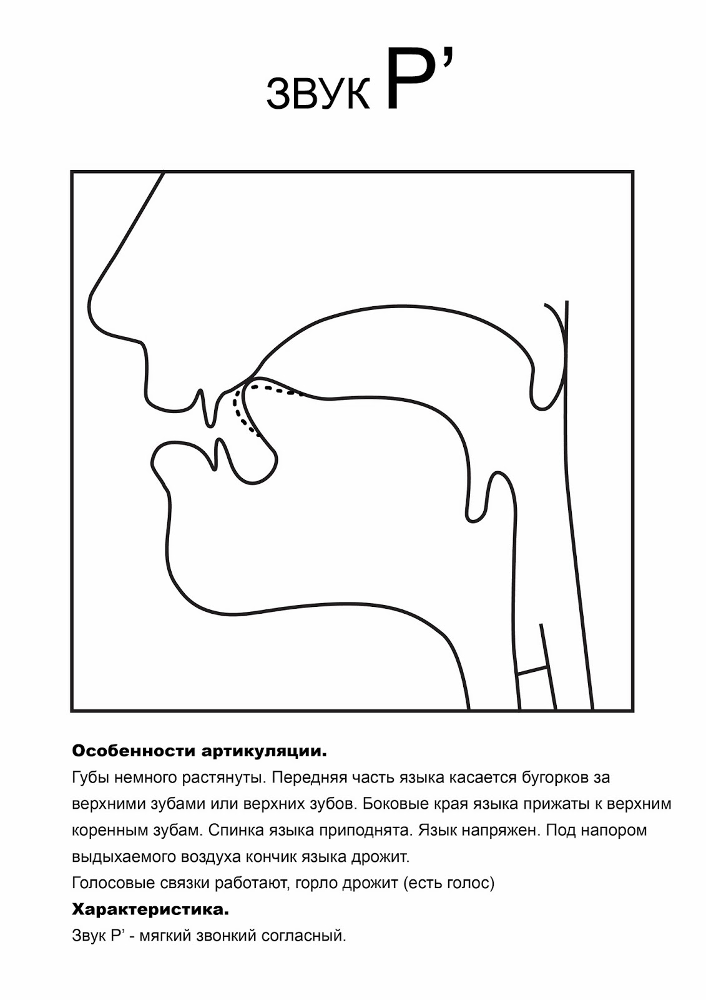 ЗВУК Р’
Особенности артикуляции.
Губы немного растянуты. Передняя часть языка касается бугорков за
верхними зубами или верхних зубов. Боковые края языка прижаты к верхним
коренным зубам. Спинка языка приподнята. Язык напряжен. Под напором
выдыхаемого воздуха кончик языка дрожит.
Голосовые связки работают, горло дрожит (есть голос)
Характеристика.
Звук Р’ - мягкий звонкий согласный.